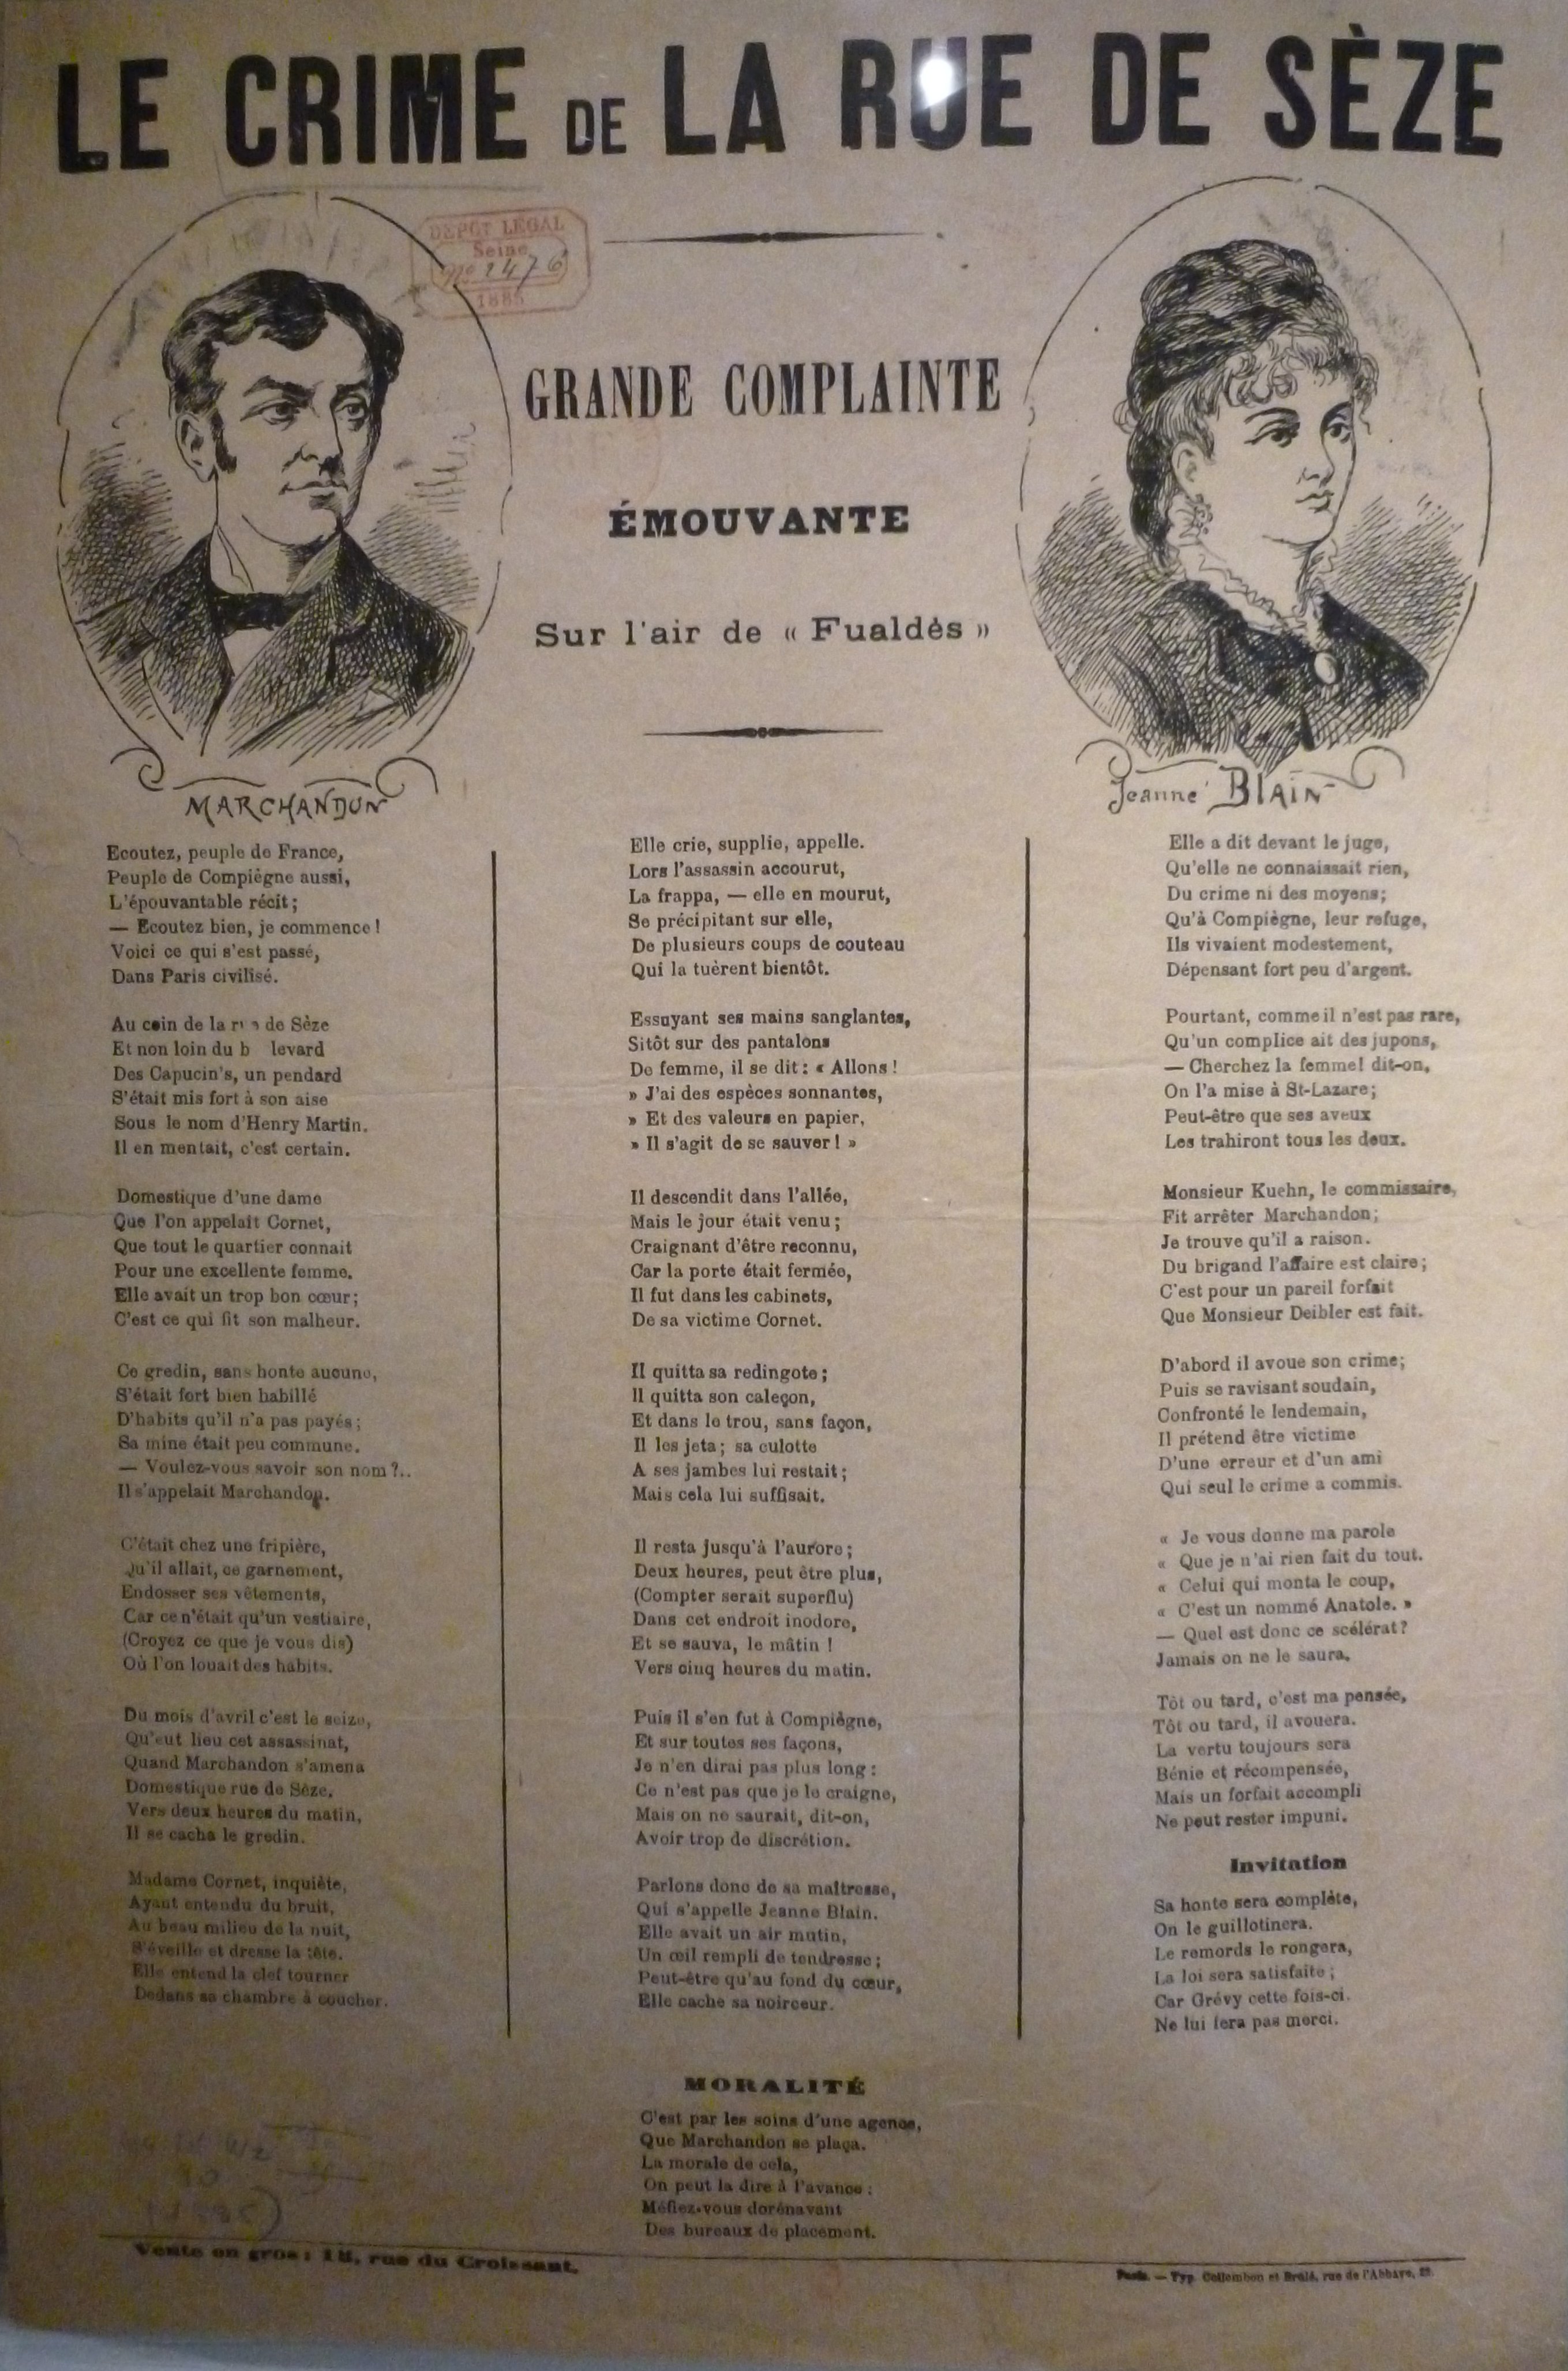 LE CRIME DE LA RUE DE SÈZE
DEPOT LEGAL
Seine
No 2476
1885
GRANDE COMPLAINTE
ÉMOUVANTE
Sur l'air de « Fualdès »
MARCHANDON
Jeanne BLAIN
Ecoutez, peuple de France,
Peuple de Compiègne aussi,
L'épouvantable récit;
— Ecoutez bien, je commence!
Voici ce qui s'est passé,
Dans Paris civilisé.
Au coin de la r de Sèze
Et non loin du b levard
Des Capucin's, un pendard
S'était mis fort à son aise
Sous le nom d'Henry Martin.
Il en mentait, c'est certain.
Domestique d'une dame
Que l'on appelait Cornet,
Que tout le quartier connait
Pour une excellente femme.
Elle avait un trop bon cœur;
C'est ce qui fit son malheur.
Ce gredin, sans honte aucune,
S'était fort bien habillé
D'habits qu'il n'a pas payés;
Sa mine était peu commune.
— Voulez-vous savoir son nom?..
Il s'appelait Marchandon.
C'était chez une fripière,
Qu'il allait, ce garnement,
Endosser ses vêtements,
Car ce n'était qu'un vestiaire,
(Croyez ce que je vous dis)
Où l'on louait des habits.
Du mois d'avril c'est le seize,
Qu'eut lieu cet assassinat,
Quand Marchandon s'amena
Domestique rue de Sèze.
Vers deux heures du matin,
Il se cacha le gredin.
Madame Cornet, inquiète,
Ayant entendu du bruit,
Au beau milieu de la nuit,
S'éveille et dresse la tête.
Elle entend la clef tourner
Dedans sa chambre à coucher.
Elle crie, supplie, appelle.
Lors l'assassin accourut,
La frappa, — elle en mourut,
Se précipitant sur elle,
De plusieurs coups de couteau
Qui la tuèrent bientôt.
Essuyant ses mains sanglantes,
Sitôt sur des pantalons
De femme, il se dit: « Allons!
» J'ai des espèces sonnantes,
» Et des valeurs en papier,
» Il s'agit de se sauver! »
Il descendit dans l'allée,
Mais le jour était venu;
Craignant d'être reconnu,
Car la porte était fermée,
Il fut dans les cabinets,
De sa victime Cornet.
Il quitta sa redingote;
Il quitta son caleçon,
Et dans le trou, sans façon,
Il les jeta; sa culotte
A ses jambes lui restait;
Mais cela lui suffisait.
Il resta jusqu'à l'aurore;
Deux heures, peut être plus,
(Compter serait superflu)
Dans cet endroit inodore,
Et se sauva, le mâtin!
Vers cinq heures du matin.
Puis il s'en fut à Compiègne,
Et sur toutes ses façons,
Je n'en dirai pas plus long:
Ce n'est pas que je le craigne,
Mais on ne saurait, dit-on,
Avoir trop de discrétion.
Parlons donc de sa maîtresse,
Qui s'appelle Jeanne Blain.
Elle avait un air mutin,
Un œil rempli de tendresse;
Peut-être qu'au fond du cœur,
Elle cache sa noirceur.
Elle a dit devant le juge,
Qu'elle ne connaissait rien,
Du crime ni des moyens;
Qu'à Compiègne, leur refuge,
Ils vivaient modestement,
Dépensant fort peu d'argent.
Pourtant, comme il n'est pas rare,
Qu'un complice ait des jupons,
— Cherchez la femme! dit-on,
On l'a mise à St-Lazare;
Peut-être que ses aveux
Les trahiront tous les deux.
Monsieur Kuehn, le commissaire,
Fit arrêter Marchandon;
Je trouve qu'il a raison.
Du brigand l'affaire est claire;
C'est pour un pareil forfait
Que Monsieur Deibler est fait.
D'abord il avoue son crime;
Puis se ravisant soudain,
Confronté le lendemain,
Il prétend être victime
D'une erreur et d'un ami
Qui seul le crime a commis.
« Je vous donne ma parole
« Que je n'ai rien fait du tout.
« Celui qui monta le coup,
« C'est un nommé Anatole. »
— Quel est donc ce scélérat?
Jamais on ne le saura.
Tôt ou tard, c'est ma pensée,
Tôt ou tard, il avouera.
La vertu toujours sera
Bénie et récompensée,
Mais un forfait accompli
Ne peut rester impuni.
Invitation
Sa honte sera complète,
On le guillotinera.
Le remords le rongera,
La loi sera satisfaite;
Car Grévy cette fois-ci.
Ne lui fera pas merci.
MORALITÉ
C'est par les soins d'une agence,
Que Marchandon se plaça.
La morale de cela,
On peut la dire à l'avance:
Méfiez-vous dorénavant
Des bureaux de placement.
Vente en gros: 18, rue du Croissant.
Paris. — Typ. Collombon et Brûlé, rue de l'Abbaye, 22.